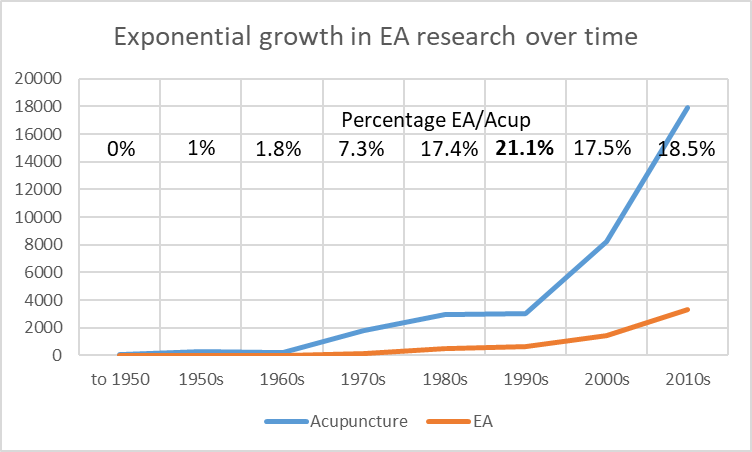 Exponential growth in EA research over time
20000
18000
Percentage EA/Acup
16000
0% 1% 1.8% 7.3% 17.4% 21.1% 17.5% 18.5%
14000
12000
10000
8000
6000
4000
2000
0
to 1950 1950s 1960s 1970s 1980s 1990s 2000s 2010s
Acupuncture EA